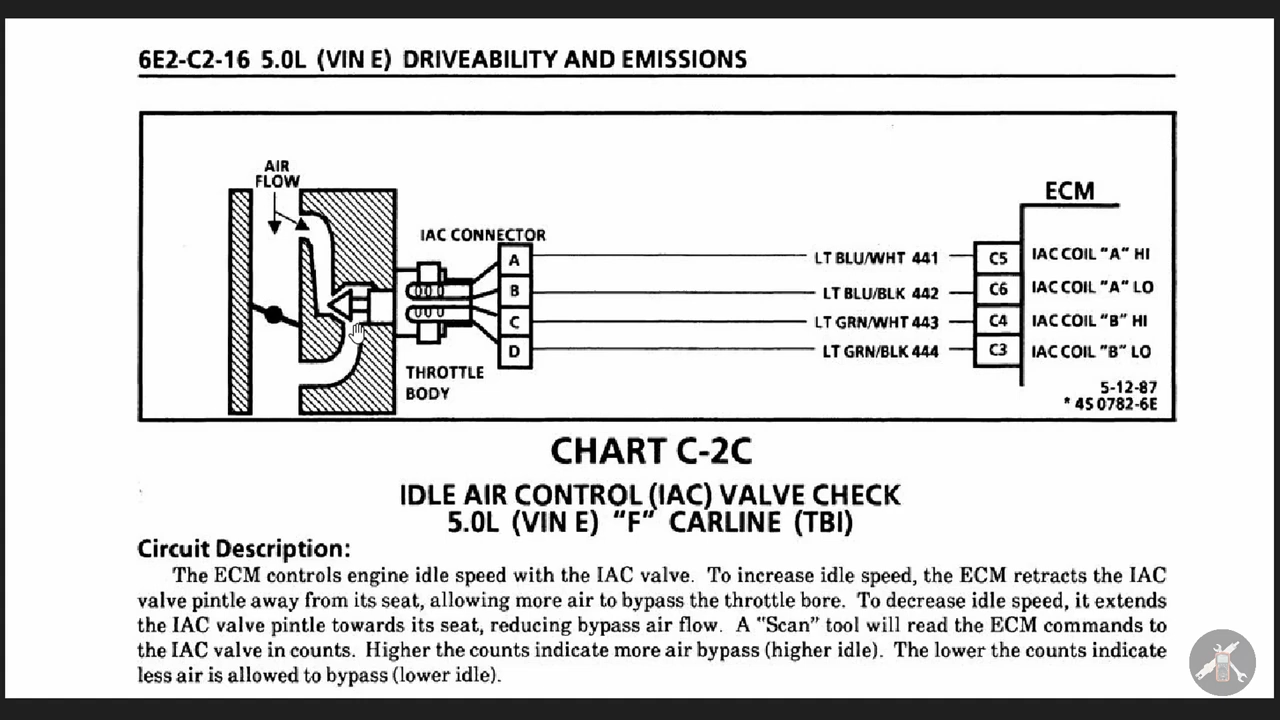 6E2-C2-16 5.0L (VIN E) DRIVEABILITY AND EMISSIONS
AIR
FLOW
ECM
IAC CONNECTOR
A LT BLU/WHT 441 C5 IAC COIL "A" HI
B LT BLU/BLK 442 C6 IAC COIL "A" LO
C LT GRN/WHT 443 C4 IAC COIL "B" HI
D LT GRN/BLK 444 C3 IAC COIL "B" LO
THROTTLE
BODY
5-12-87
* 4S 0782-6E
CHART C-2C
IDLE AIR CONTROL (IAC) VALVE CHECK
5.0L (VIN E) "F" CARLINE (TBI)
Circuit Description:
The ECM controls engine idle speed with the IAC valve. To increase idle speed, the ECM retracts the IAC
valve pintle away from its seat, allowing more air to bypass the throttle bore. To decrease idle speed, it extends
the IAC valve pintle towards its seat, reducing bypass air flow. A "Scan" tool will read the ECM commands to
the IAC valve in counts. Higher the counts indicate more air bypass (higher idle). The lower the counts indicate
less air is allowed to bypass (lower idle).